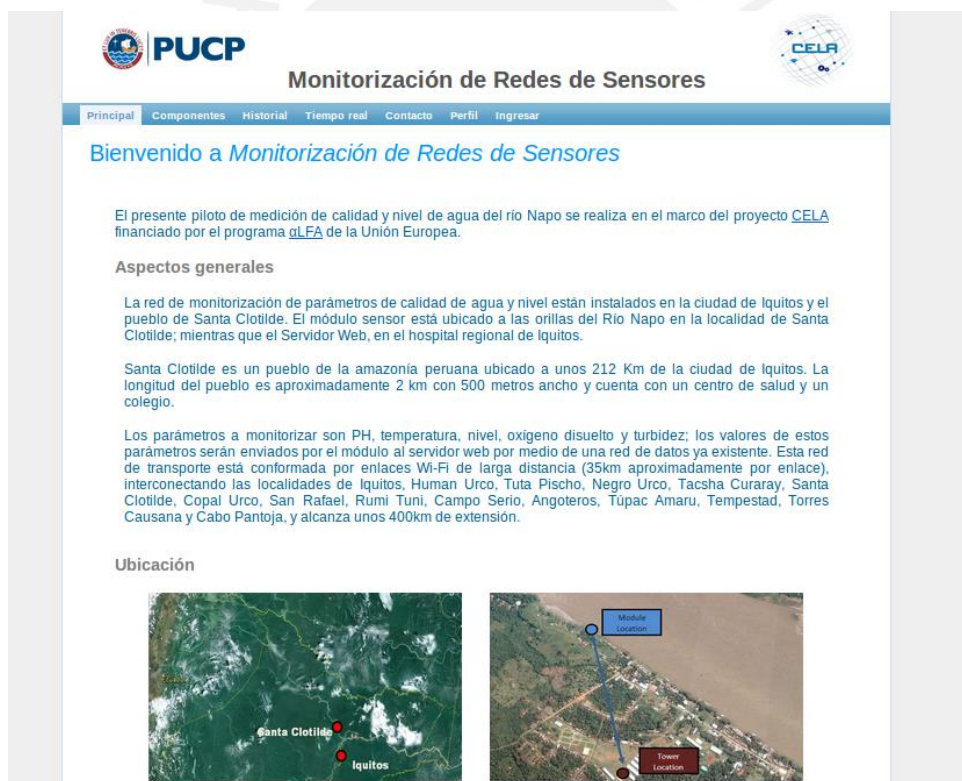 PUCP
CELA
Monitorización de Redes de Sensores
Principal Componentes Historial Tiempo real Contacto Perfil Ingresar
Bienvenido a Monitorización de Redes de Sensores
El presente piloto de medición de calidad y nivel de agua del río Napo se realiza en el marco del proyecto CELA
financiado por el programa αLFA de la Unión Europea.
Aspectos generales
La red de monitorización de parámetros de calidad de agua y nivel están instalados en la ciudad de Iquitos y el
pueblo de Santa Clotilde. El módulo sensor está ubicado a las orillas del Río Napo en la localidad de Santa
Clotilde; mientras que el Servidor Web, en el hospital regional de Iquitos.
Santa Clotilde es un pueblo de la amazonía peruana ubicado a unos 212 Km de la ciudad de Iquitos. La
longitud del pueblo es aproximadamente 2 km con 500 metros ancho y cuenta con un centro de salud y un
colegio.
Los parámetros a monitorizar son PH, temperatura, nivel, oxígeno disuelto y turbidez; los valores de estos
parámetros serán enviados por el módulo al servidor web por medio de una red de datos ya existente. Esta red
de transporte está conformada por enlaces Wi-Fi de larga distancia (35km aproximadamente por enlace),
interconectando las localidades de Iquitos, Human Urco, Tuta Pischo, Negro Urco, Tacsha Curaray, Santa
Clotilde, Copal Urco, San Rafael, Rumi Tuni, Campo Serio, Angoteros, Túpac Amaru, Tempestad, Torres
Causana y Cabo Pantoja, y alcanza unos 400km de extensión.
Ubicación
Santa Clotilde
Iquitos
Module
Location
Tower
Location